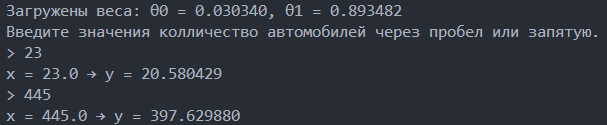 Загружены веса: θ0 = 0.030340, θ1 = 0.893482
Введите значения колличество автомобилей через пробел или запятую.
> 23
x = 23.0 → y = 20.580429
> 445
x = 445.0 → y = 397.629880